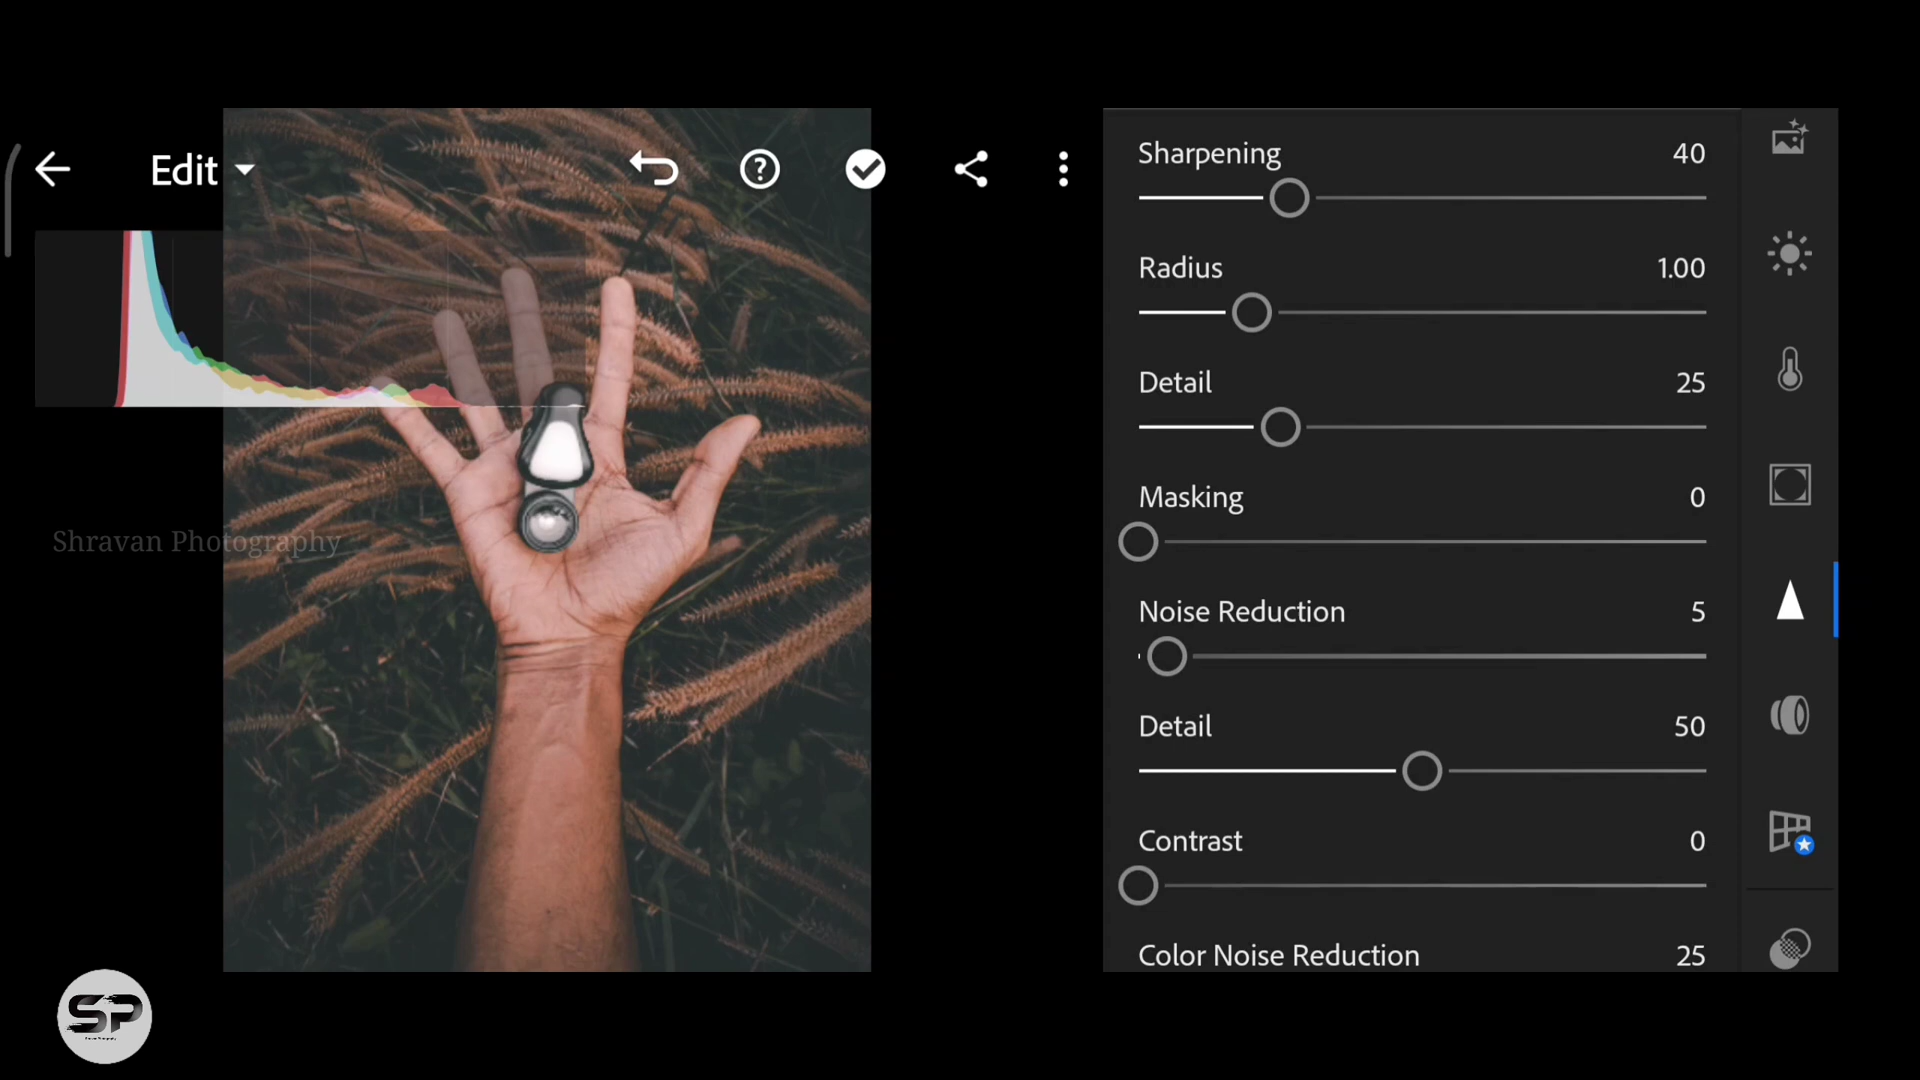 Edit
Sharpening 40
Radius 1.00
Detail 25
Masking 0
Noise Reduction 5
Detail 50
Contrast 0
Color Noise Reduction 25
Shravan Photography
SP